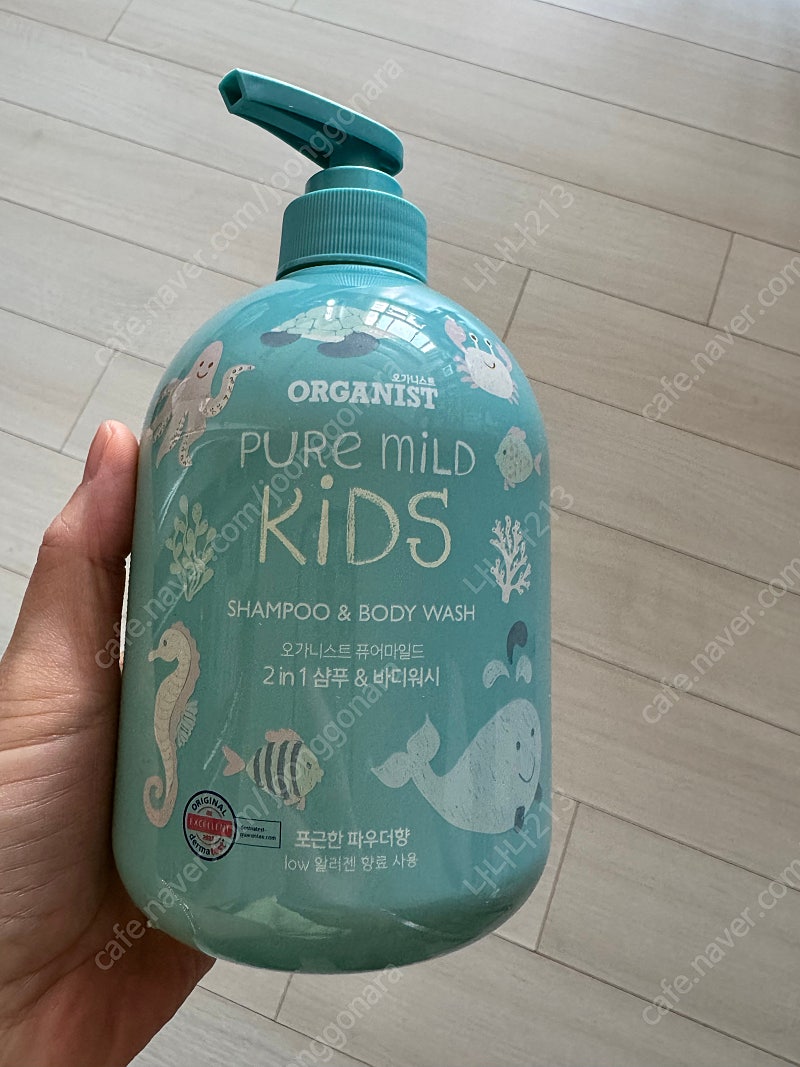 오가니스트
ORGANIST
PURE MILD
KIDS
SHAMPOO & BODY WASH
오가니스트 퓨어마일드
2 in 1 샴푸 & 바디워시
ORIGINAL
EXCELLENT
dermatest
포근한 파우더향
low 알러젠 향료 사용
cafe.naver.com/joonggonara
나나나213